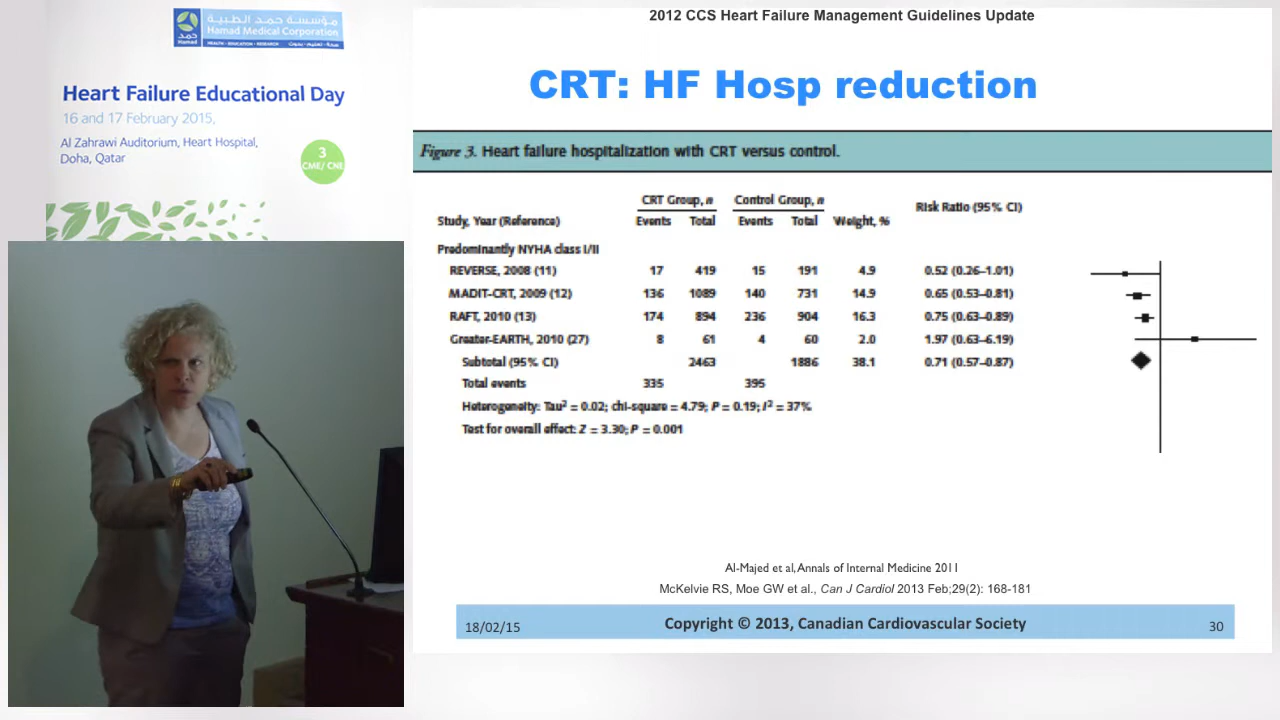 مؤسسة حمد الطبية
Hamad Medical Corporation
HEALTH • EDUCATION • RESEARCH صحة • تعليم • بحوث
حمد
Hamad
Heart Failure Educational Day
16 and 17 February 2015,
Al Zahrawi Auditorium, Heart Hospital,
Doha, Qatar
3
CME/ CNE
2012 CCS Heart Failure Management Guidelines Update
CRT: HF Hosp reduction
Figure 3. Heart failure hospitalization with CRT versus control.
CRT Group, n Control Group, n Risk Ratio (95% CI)
Study, Year (Reference) Events Total Events Total Weight, %
Predominantly NYHA class I/II
REVERSE, 2008 (11) 17 419 15 191 4.9 0.52 (0.26–1.01)
MADIT-CRT, 2009 (12) 136 1089 140 731 14.9 0.65 (0.53–0.81)
RAFT, 2010 (13) 174 894 236 904 16.3 0.75 (0.63–0.89)
Greater-EARTH, 2010 (27) 8 61 4 60 2.0 1.97 (0.63–6.19)
Subtotal (95% CI) 2463 1886 38.1 0.71 (0.57–0.87)
Total events 335 395
Heterogeneity: Tau² = 0.02; chi-square = 4.79; P = 0.19; I² = 37%
Test for overall effect: Z = 3.30; P = 0.001
Al-Majed et al, Annals of Internal Medicine 2011
McKelvie RS, Moe GW et al., Can J Cardiol 2013 Feb;29(2): 168-181
18/02/15 Copyright © 2013, Canadian Cardiovascular Society 30